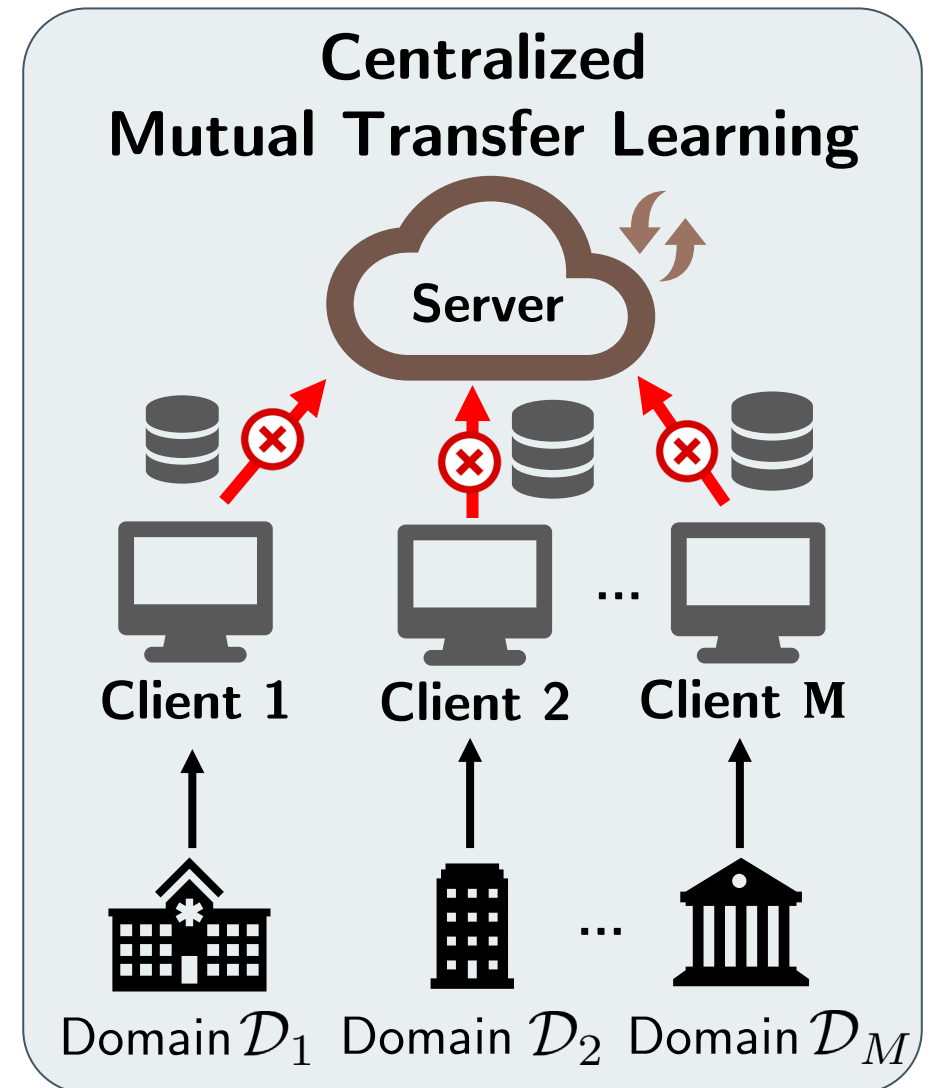 Centralized
Mutual Transfer Learning
Server
...
Client 1 Client 2 Client M
...
Domain 𝒟₁ Domain 𝒟₂ Domain 𝒟_M